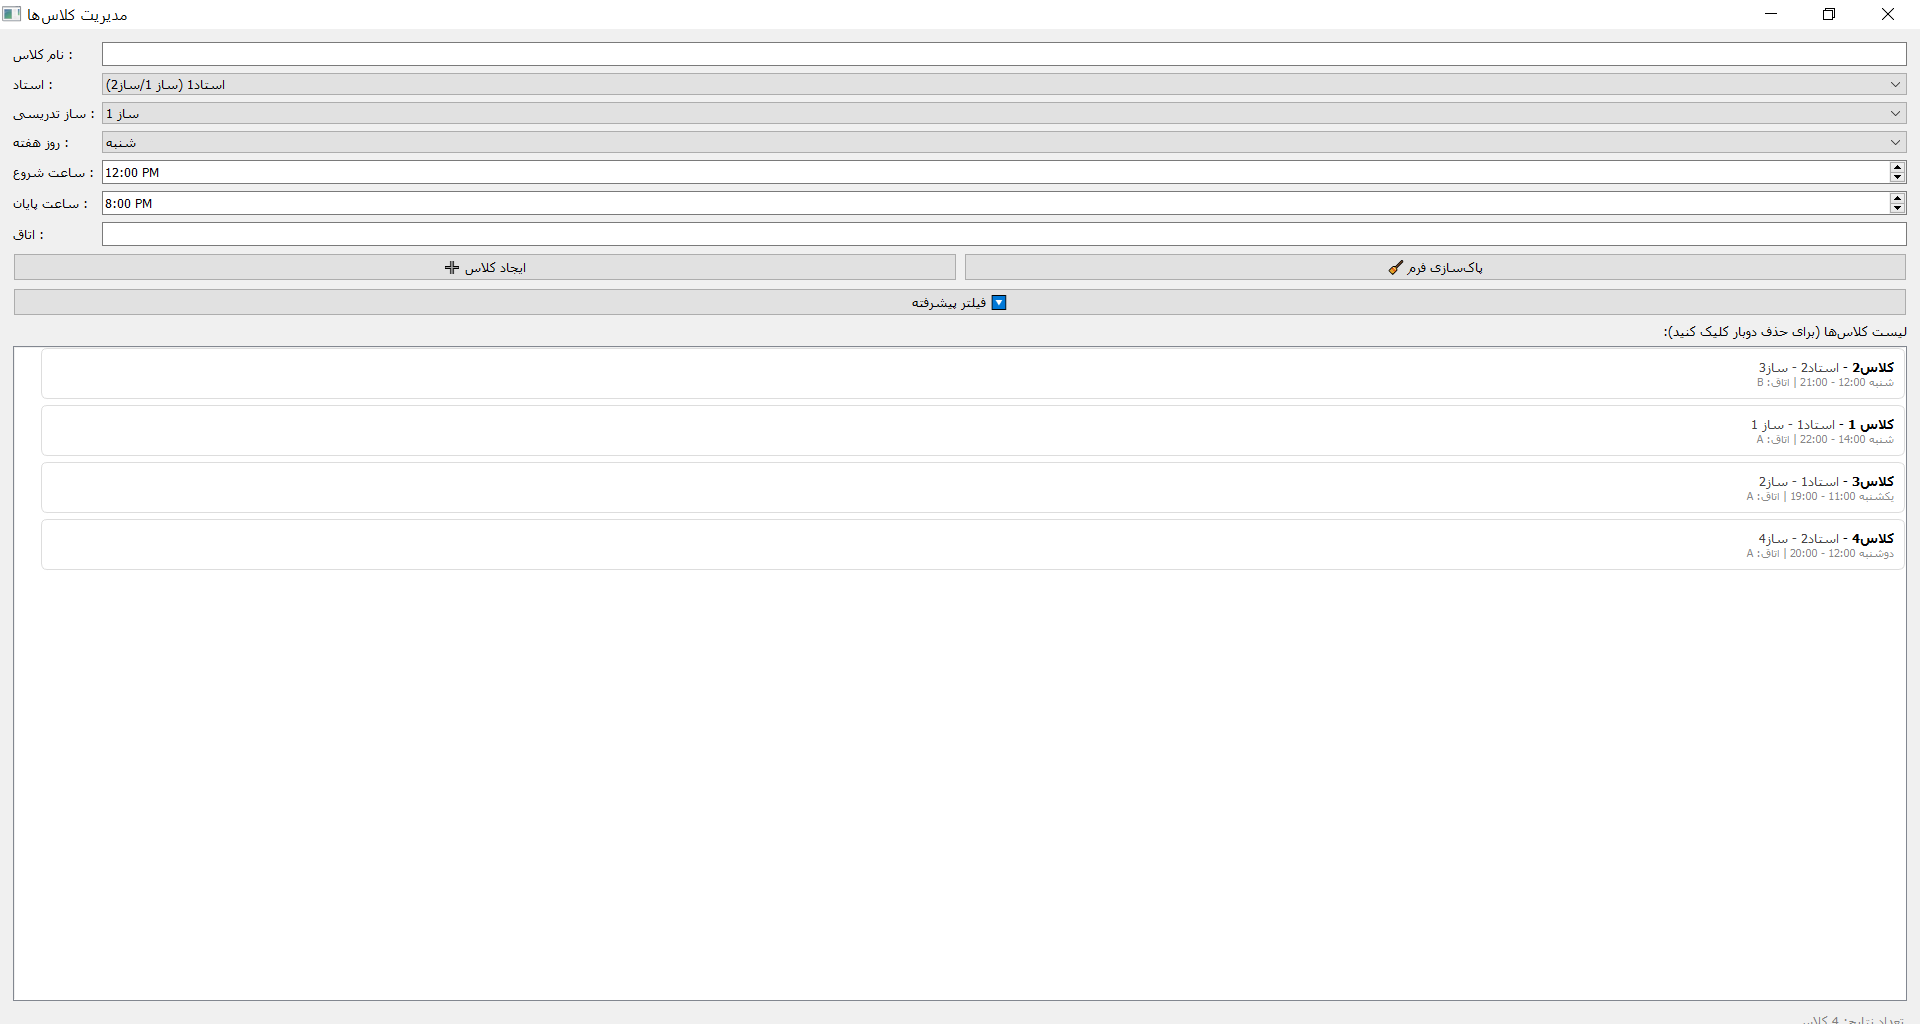 مدیریت کلاس‌ها
نام کلاس :
استاد :
استاد1 (ساز 1/ساز2)
ساز تدریسی :
ساز 1
روز هفته :
شنبه
ساعت شروع :
12:00 PM
ساعت پایان :
8:00 PM
اتاق :
➕ ایجاد کلاس
🧹 پاک‌سازی فرم
🔽 فیلتر پیشرفته
لیست کلاس‌ها (برای حذف دوبار کلیک کنید):
کلاس2 - استاد2 - ساز3
شنبه 12:00 - 21:00 | اتاق: B
کلاس 1 - استاد1 - ساز 1
شنبه 14:00 - 22:00 | اتاق: A
کلاس3 - استاد1 - ساز2
یکشنبه 11:00 - 19:00 | اتاق: A
کلاس4 - استاد2 - ساز4
دوشنبه 12:00 - 20:00 | اتاق: A
تعداد نتایج: 4 کلاس